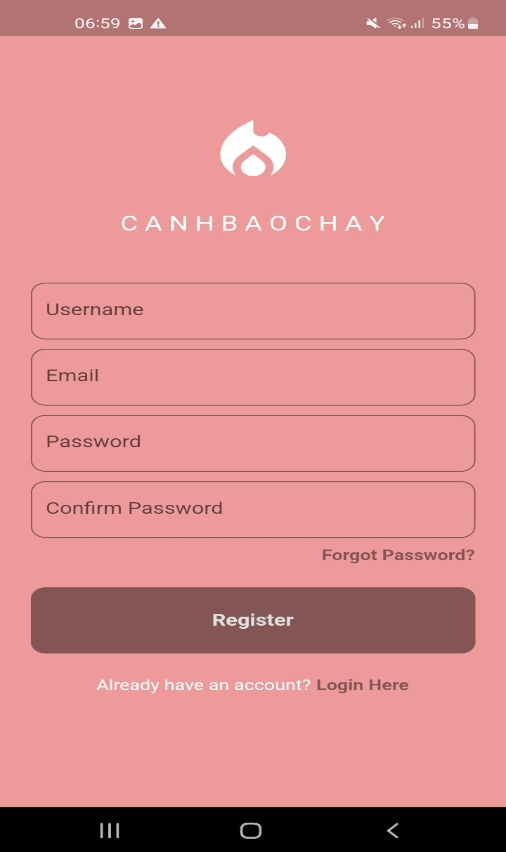 06:59 55%
CANHBAOCHAY
Username
Email
Password
Confirm Password
Forgot Password?
Register
Already have an account? Login Here